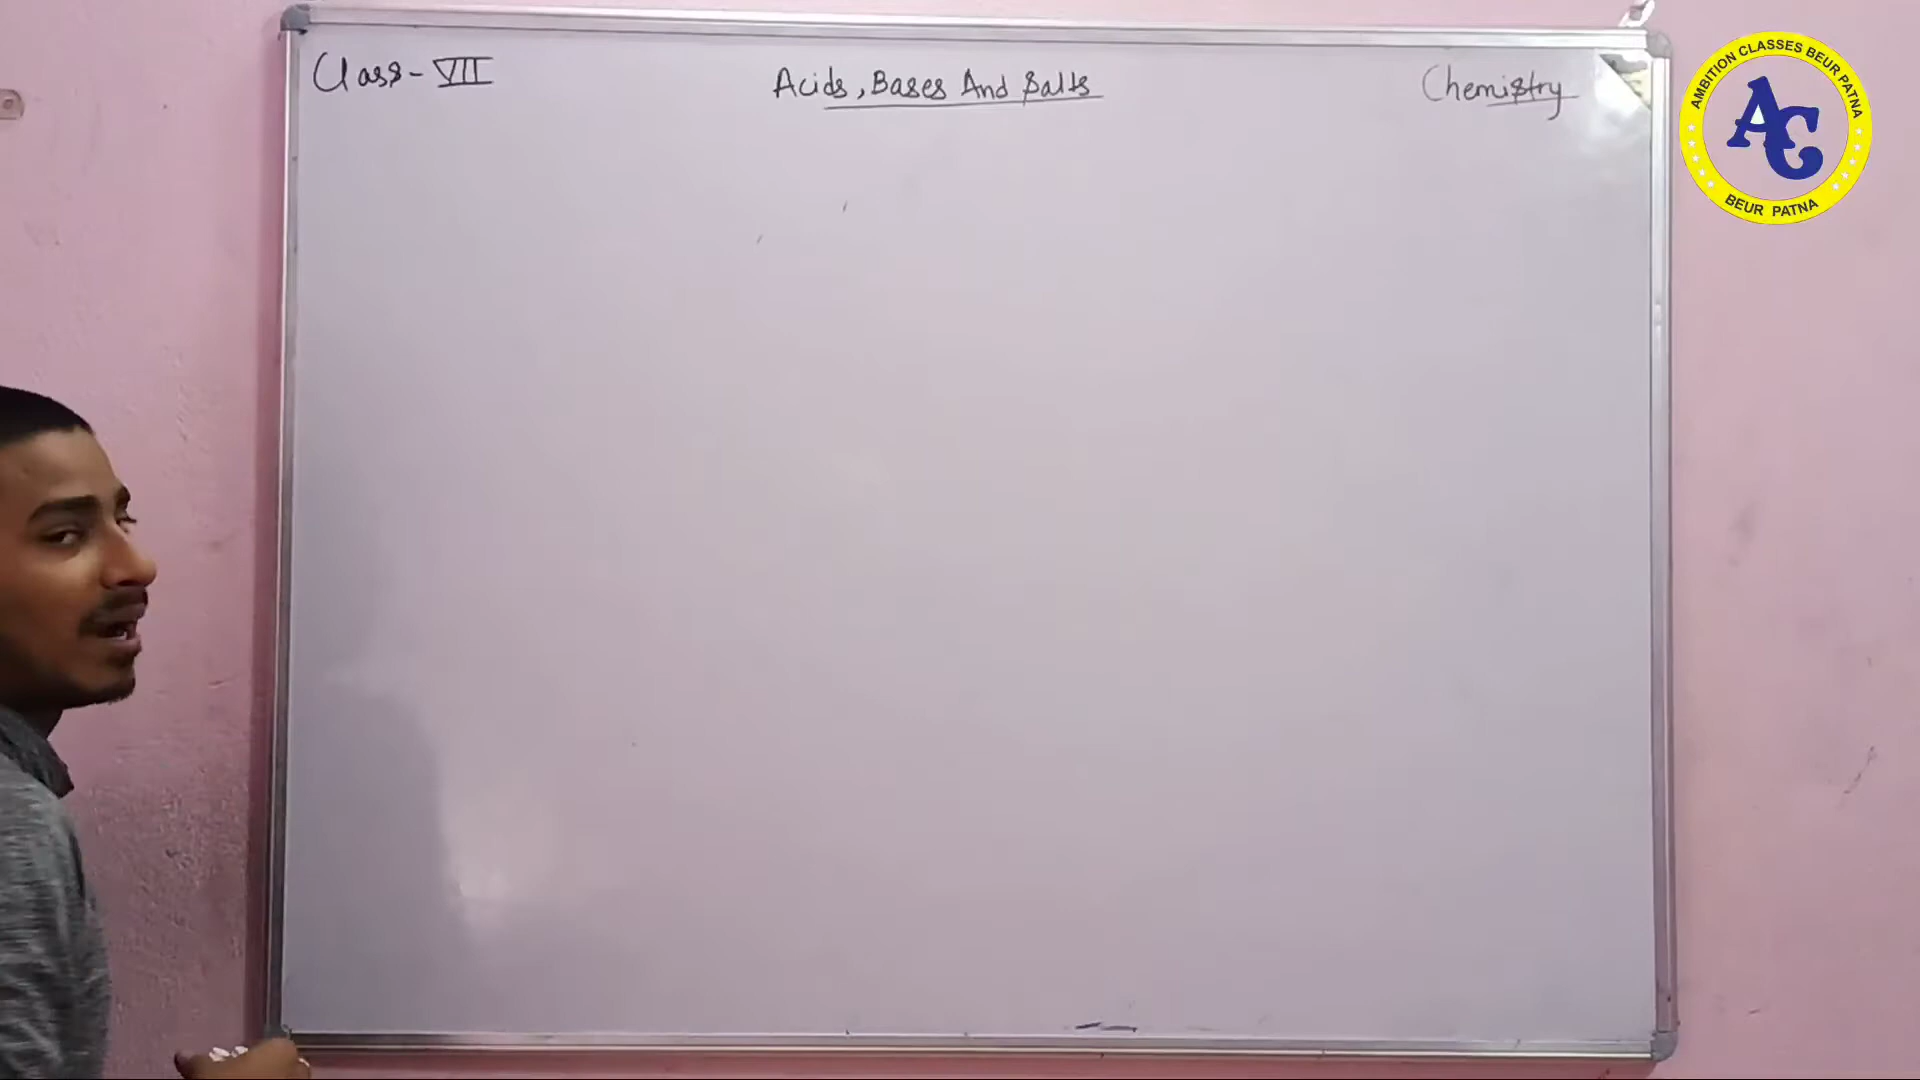 Class - VII
Acids, Bases And Salts
Chemistry
AMBITION CLASSES BEUR PATNA
AC
BEUR PATNA